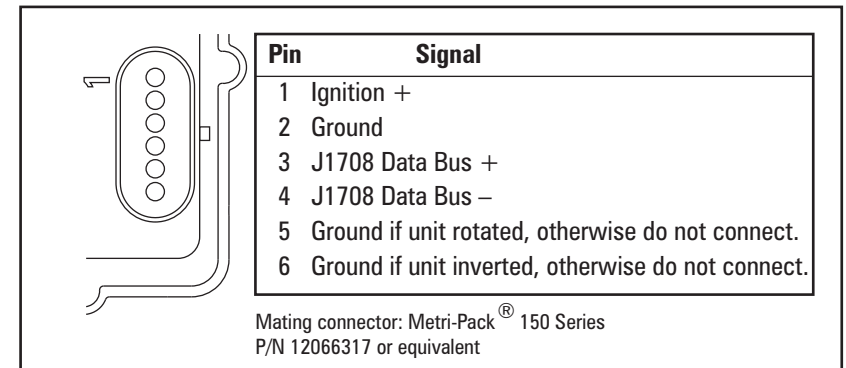 1
Pin Signal
1 Ignition +
2 Ground
3 J1708 Data Bus +
4 J1708 Data Bus –
5 Ground if unit rotated, otherwise do not connect.
6 Ground if unit inverted, otherwise do not connect.
Mating connector: Metri-Pack® 150 Series
P/N 12066317 or equivalent